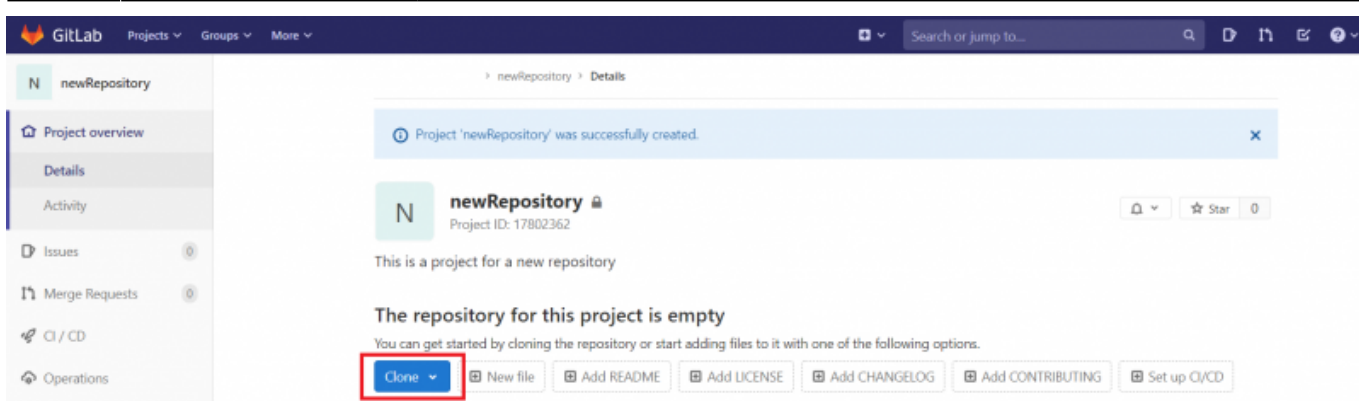 GitLab Projects Groups More Search or jump to...
N newRepository
newRepository > Details
Project overview
Project 'newRepository' was successfully created.
Details
Activity
N newRepository
Star 0
Project ID: 17802362
Issues 0
This is a project for a new repository
Merge Requests 0
The repository for this project is empty
CI / CD
You can get started by cloning the repository or start adding files to it with one of the following options.
Operations
Clone New file Add README Add LICENSE Add CHANGELOG Add CONTRIBUTING Set up CI/CD